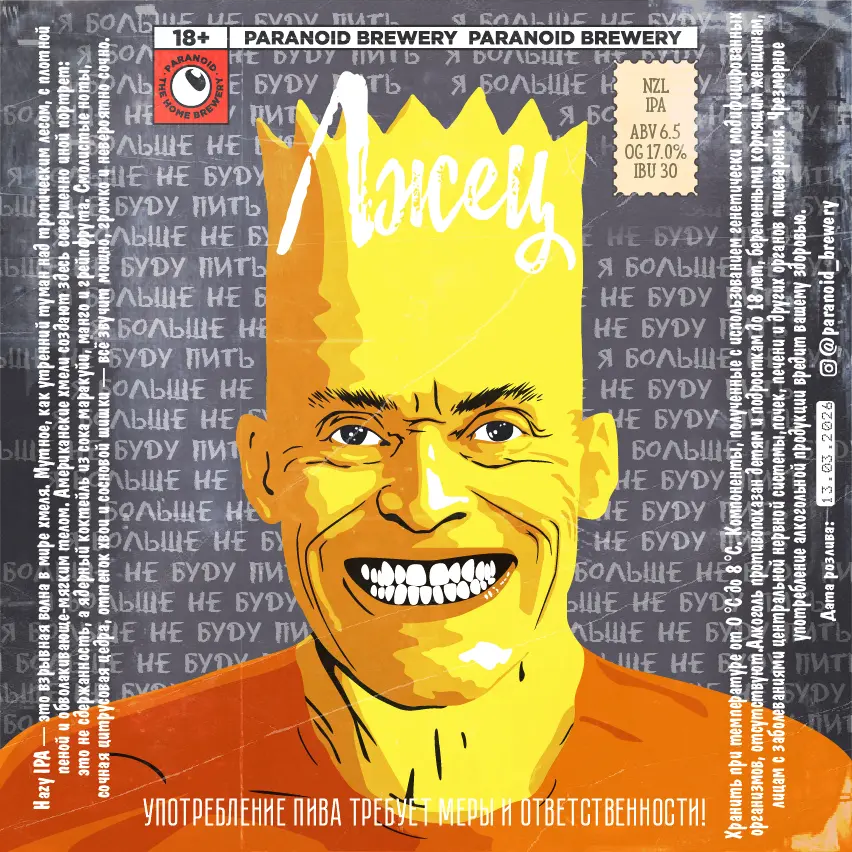 18+ PARANOID BREWERY PARANOID BREWERY
PARANOID
THE HOME BREWERY
NZL
IPA
ABV 6.5
OG 17.0%
IBU 30
Лжец
Я БОЛЬШЕ НЕ БУДУ ПИТЬ
Hazy IPA — это взрывная волна в мире хмеля. Мутное, как утренний туман над тропическим лесом, с плотной
пеной и обволакивающе-мягким телом. Американские хмели создают здесь совершенно иной портрет:
это не сдержанность, а ядерный коктейль из сока маракуйи, манго и грейпфрута. Смолистые ноты,
сочная цитрусовая цедра, оттенок хвои и сосновой шишки — всё звучит мощно, громко и невероятно сочно.
Хранить при температуре от 0 °C до 8 °C. Компоненты, полученные с использованием генетически модифицированных
организмов, отсутствуют. Алкоголь противопоказан детям и подросткам до 18 лет, беременным и кормящим женщинам,
лицам с заболеваниями центральной нервной системы, почек, печени и других органов пищеварения. Чрезмерное
употребление алкогольной продукции вредит вашему здоровью.
Дата розлива: 13.03.2026 @paranoid_brewery
УПОТРЕБЛЕНИЕ ПИВА ТРЕБУЕТ МЕРЫ И ОТВЕТСТВЕННОСТИ!